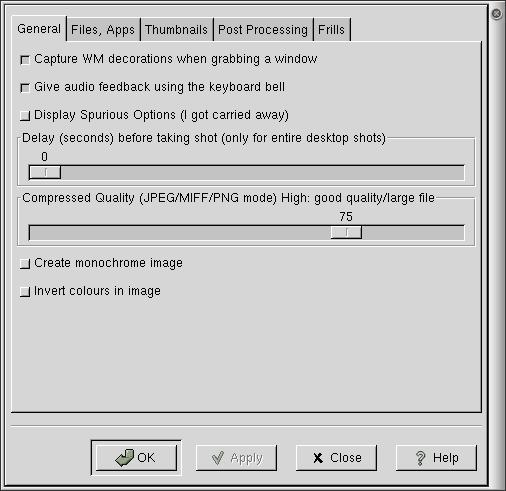 General Files, Apps Thumbnails Post Processing Frills
Capture WM decorations when grabbing a window
Give audio feedback using the keyboard bell
Display Spurious Options (I got carried away)
Delay (seconds) before taking shot (only for entire desktop shots)
0
Compressed Quality (JPEG/MIFF/PNG mode) High: good quality/large file
75
Create monochrome image
Invert colours in image
OK Apply Close Help